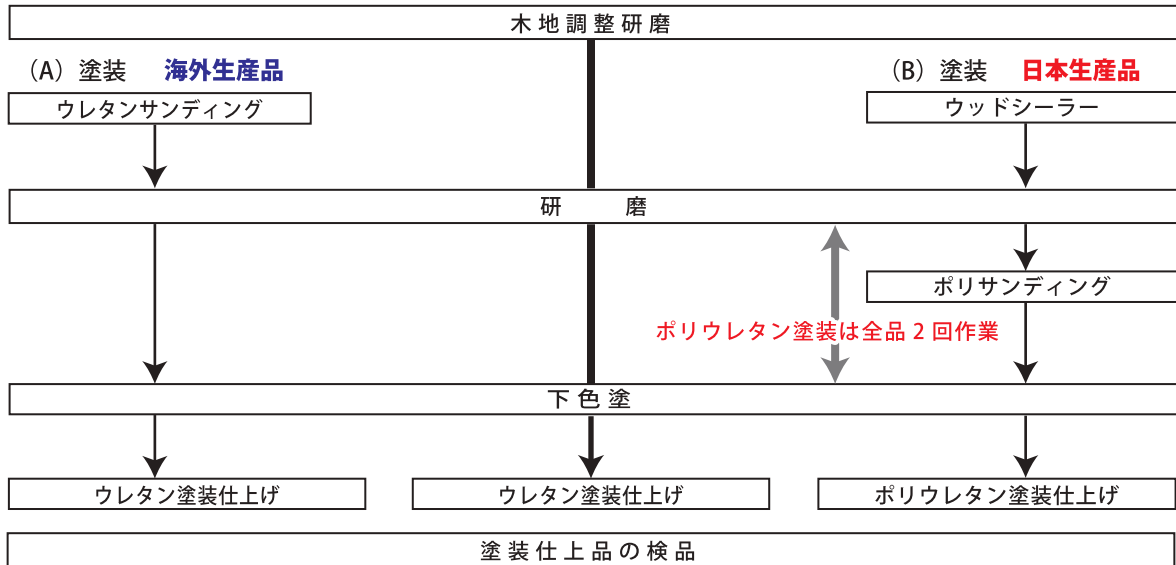 木地調整研磨
(A)塗装 海外生産品
(B)塗装 日本生産品
ウレタンサンディング
ウッドシーラー
研 磨
ポリサンディング
ポリウレタン塗装は全品2回作業
下色塗
ウレタン塗装仕上げ
ウレタン塗装仕上げ
ポリウレタン塗装仕上げ
塗装仕上品の検品